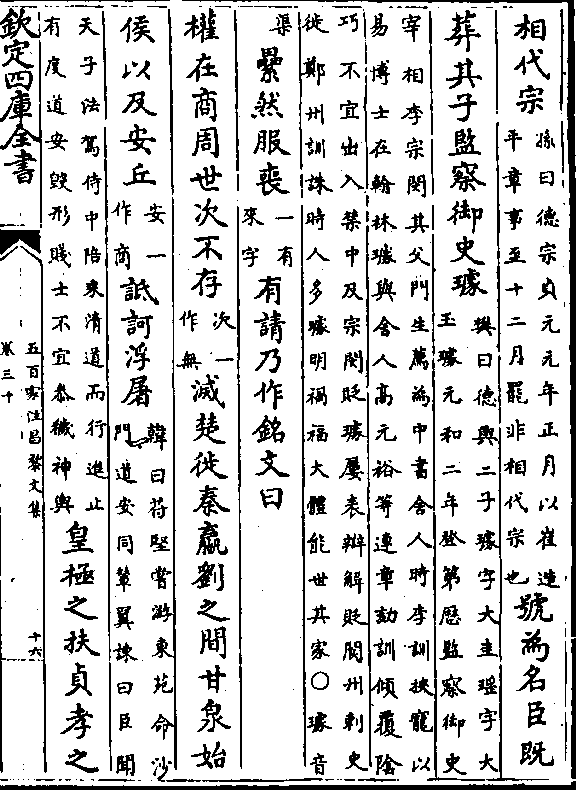 相代宗孫曰德宗貞元元年正月以崔造
平章事至十二月罷非相代宗也號為名臣既
葬其子監察御史璩興曰德輿二子璩字大圭瑶字大
玉璩元和二年登第歷監察御史
宰相李宗閔其父門生薦為中書舍人時李訓挾寵以
易博士在翰林璩與舍人高元裕等連章劾訓傾覆陰
巧不宜出入禁中及宗閔貶璩屢表辯解貶閬州刺史
徙鄭州訓誅時人多璩明禍福大體能世其家○璩音
渠纍然服喪一有
來字有請乃作銘文曰
權在商周世次不存次一
作無滅楚徙秦嬴劉之間甘泉始
侯以及安丘安一
作商詆訶浮屠韓曰苻堅嘗游東苑命沙
門道安同輦翼諫曰臣聞
天子法駕侍中陪乘清道而行進止
有度道安毀形賤士不宜忝穢神輿皇極之扶貞孝之
欽定四庫全書
五百家注昌黎文集
卷三十
十六